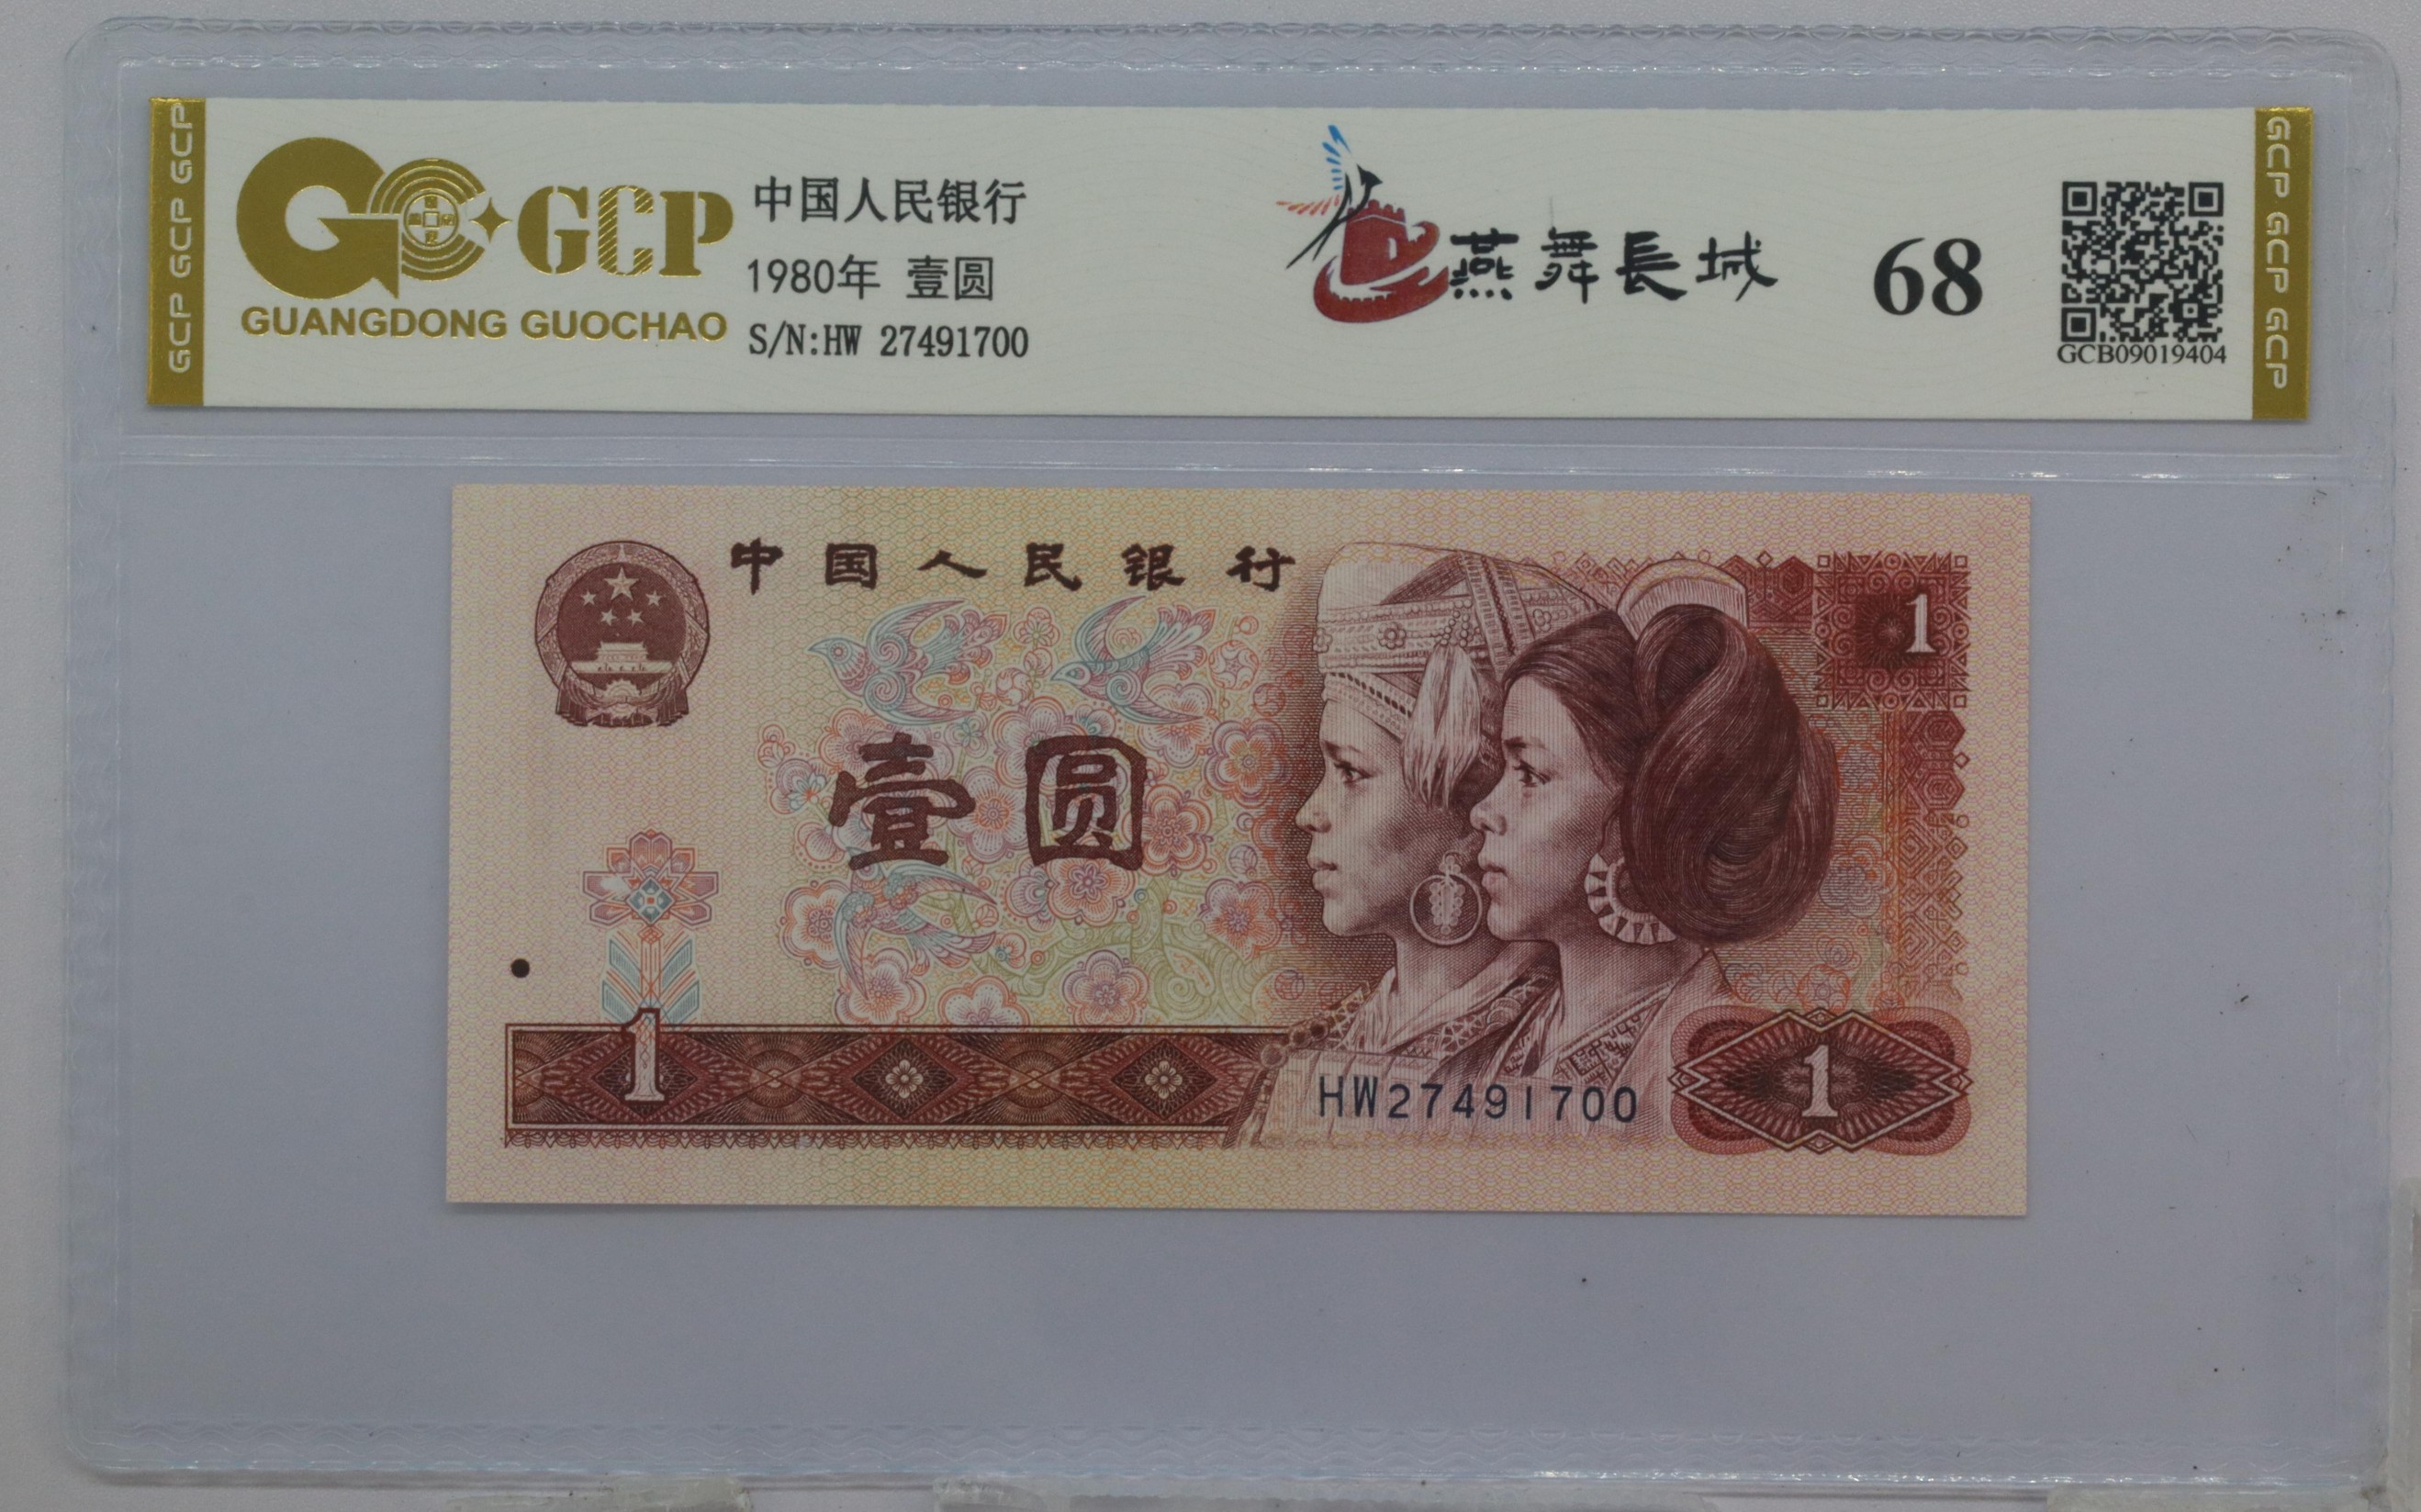 GCP GCP GCP
GCP
GUANGDONG GUOCHAO
中国人民银行
1980年 壹圆
S/N:HW 27491700
燕舞長城
68
GCB09019404
GCP GCP GCP GCP
中国人民银行
1
壹圆
1
HW27491700
1